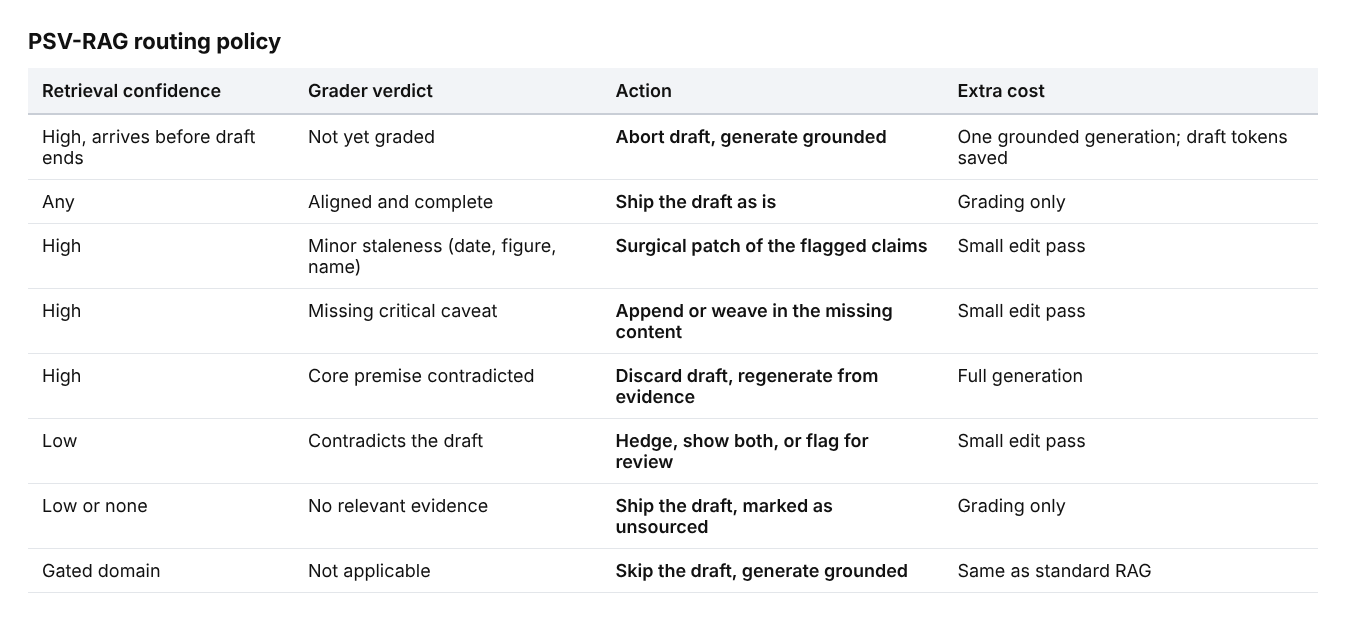 PSV-RAG routing policy
Retrieval confidence Grader verdict Action Extra cost
High, arrives before draft Not yet graded Abort draft, generate grounded One grounded generation; draft tokens
ends saved
Any Aligned and complete Ship the draft as is Grading only
High Minor staleness (date, figure, Surgical patch of the flagged claims Small edit pass
name)
High Missing critical caveat Append or weave in the missing Small edit pass
content
High Core premise contradicted Discard draft, regenerate from Full generation
evidence
Low Contradicts the draft Hedge, show both, or flag for Small edit pass
review
Low or none No relevant evidence Ship the draft, marked as Grading only
unsourced
Gated domain Not applicable Skip the draft, generate grounded Same as standard RAG